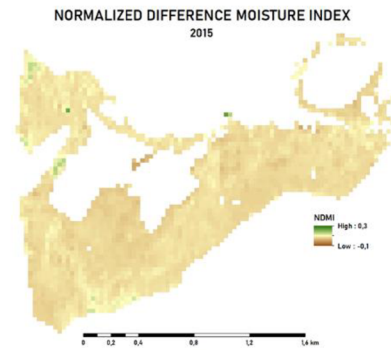 NORMALIZED DIFFERENCE MOISTURE INDEX
2015
NDMI
High : 0,3
Low : -0,1
0 0,2 0,4 0,8 1,2 1,6 km